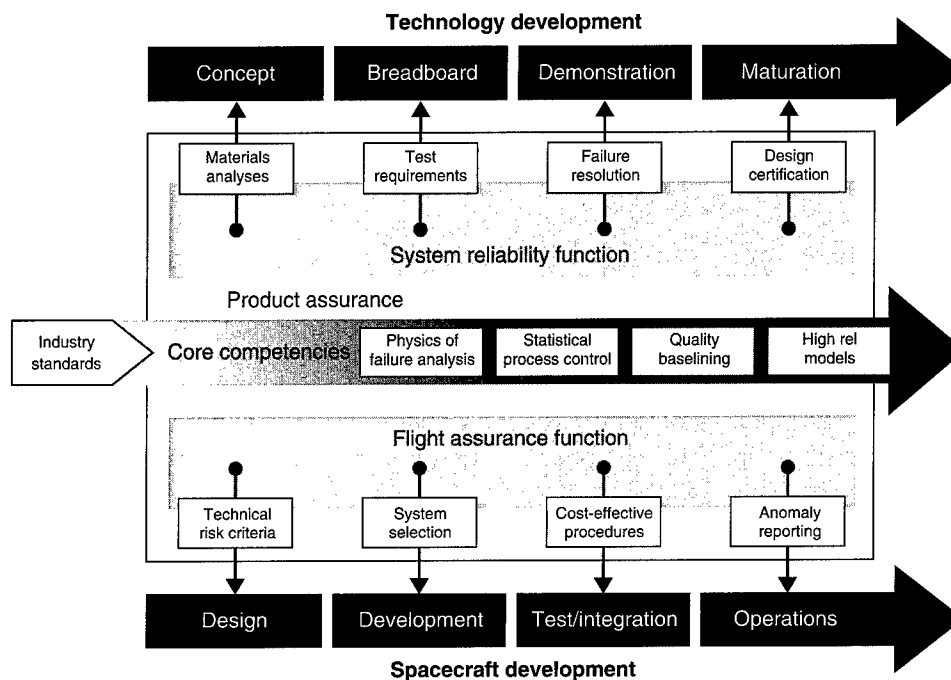 Technology development
Concept
Breadboard
Demonstration
Maturation
Materials
analyses
Test
requirements
Failure
resolution
Design
certification
System reliability function
Product assurance
Industry
standards
Core competencies
Physics of
failure analysis
Statistical
process control
Quality
baselining
High rel
models
Flight assurance function
Technical
risk criteria
System
selection
Cost-effective
procedures
Anomaly
reporting
Design
Development
Test/integration
Operations
Spacecraft development